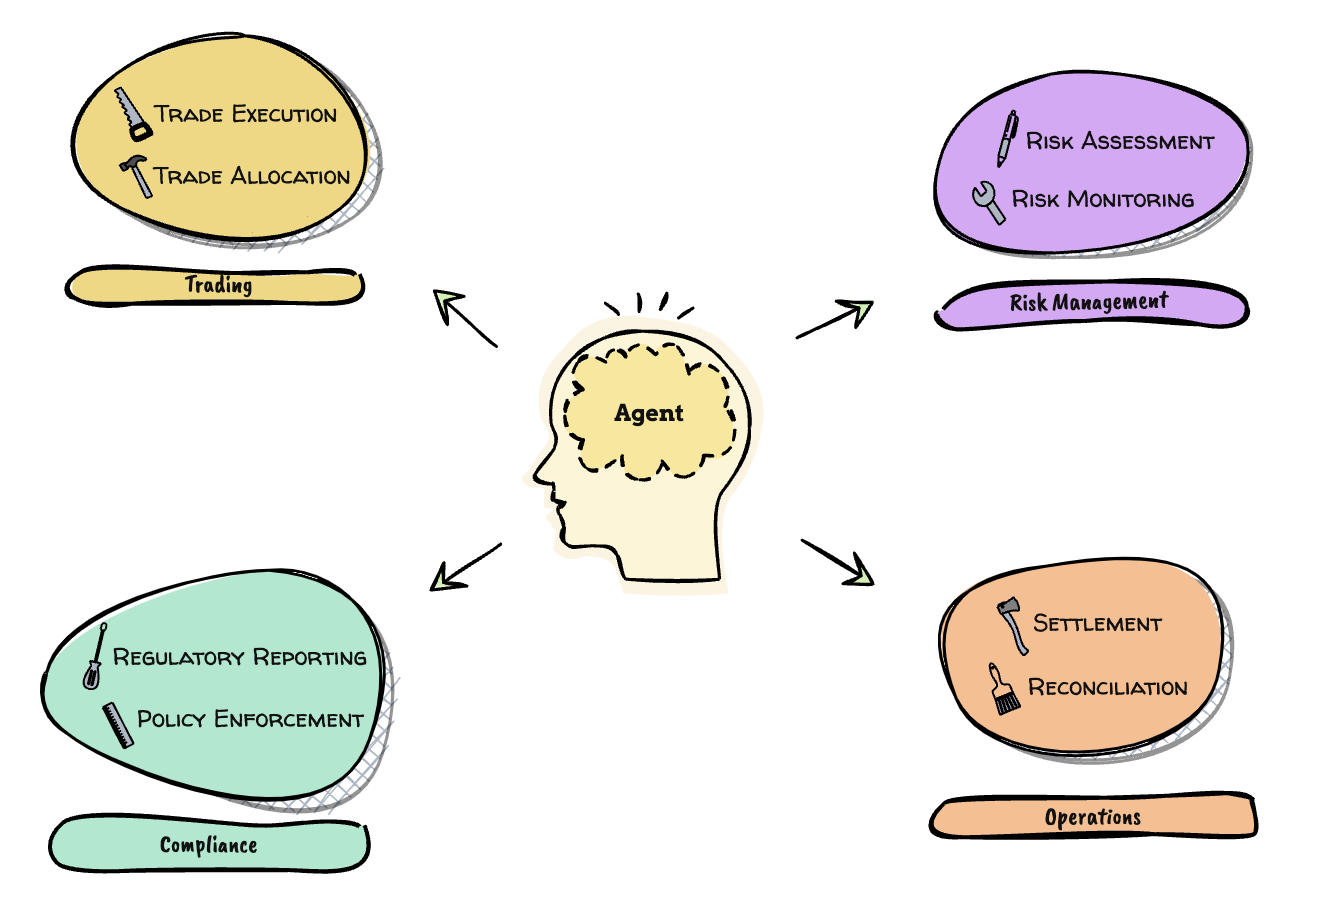 Trade Execution
Trade Allocation
Trading
Risk Assessment
Risk Monitoring
Risk Management
Agent
Regulatory Reporting
Policy Enforcement
Compliance
Settlement
Reconciliation
Operations